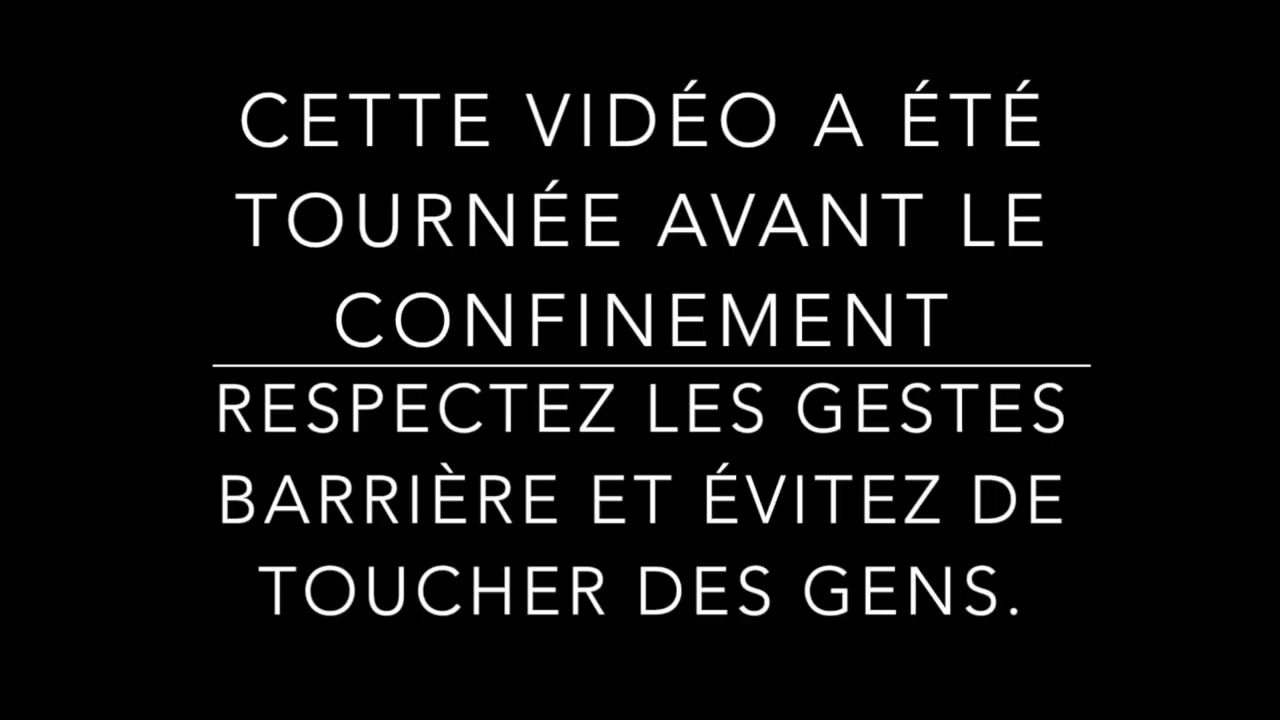 CETTE VIDÉO A ÉTÉ
TOURNÉE AVANT LE
CONFINEMENT
RESPECTEZ LES GESTES
BARRIÈRE ET ÉVITEZ DE
TOUCHER DES GENS.